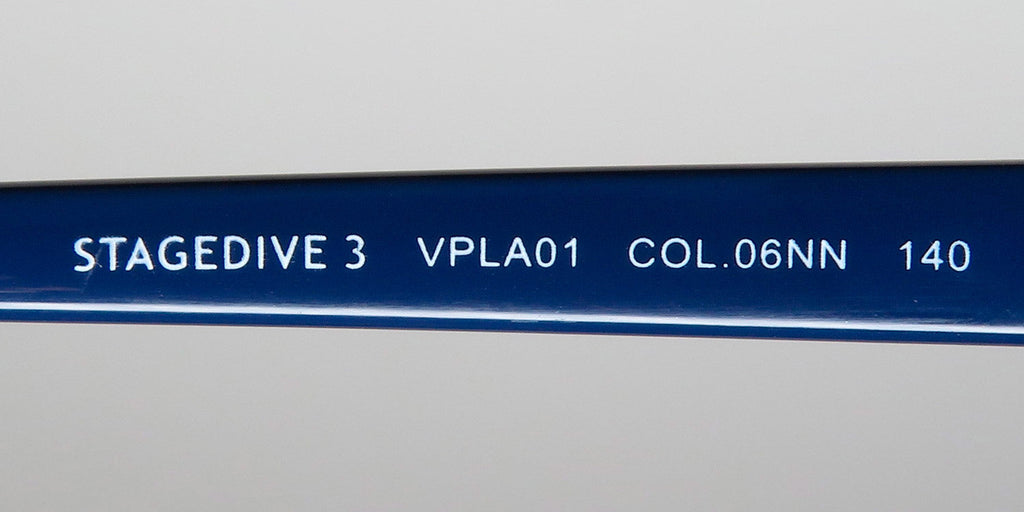 STAGEDIVE 3 VPLA01 COL.06NN 140